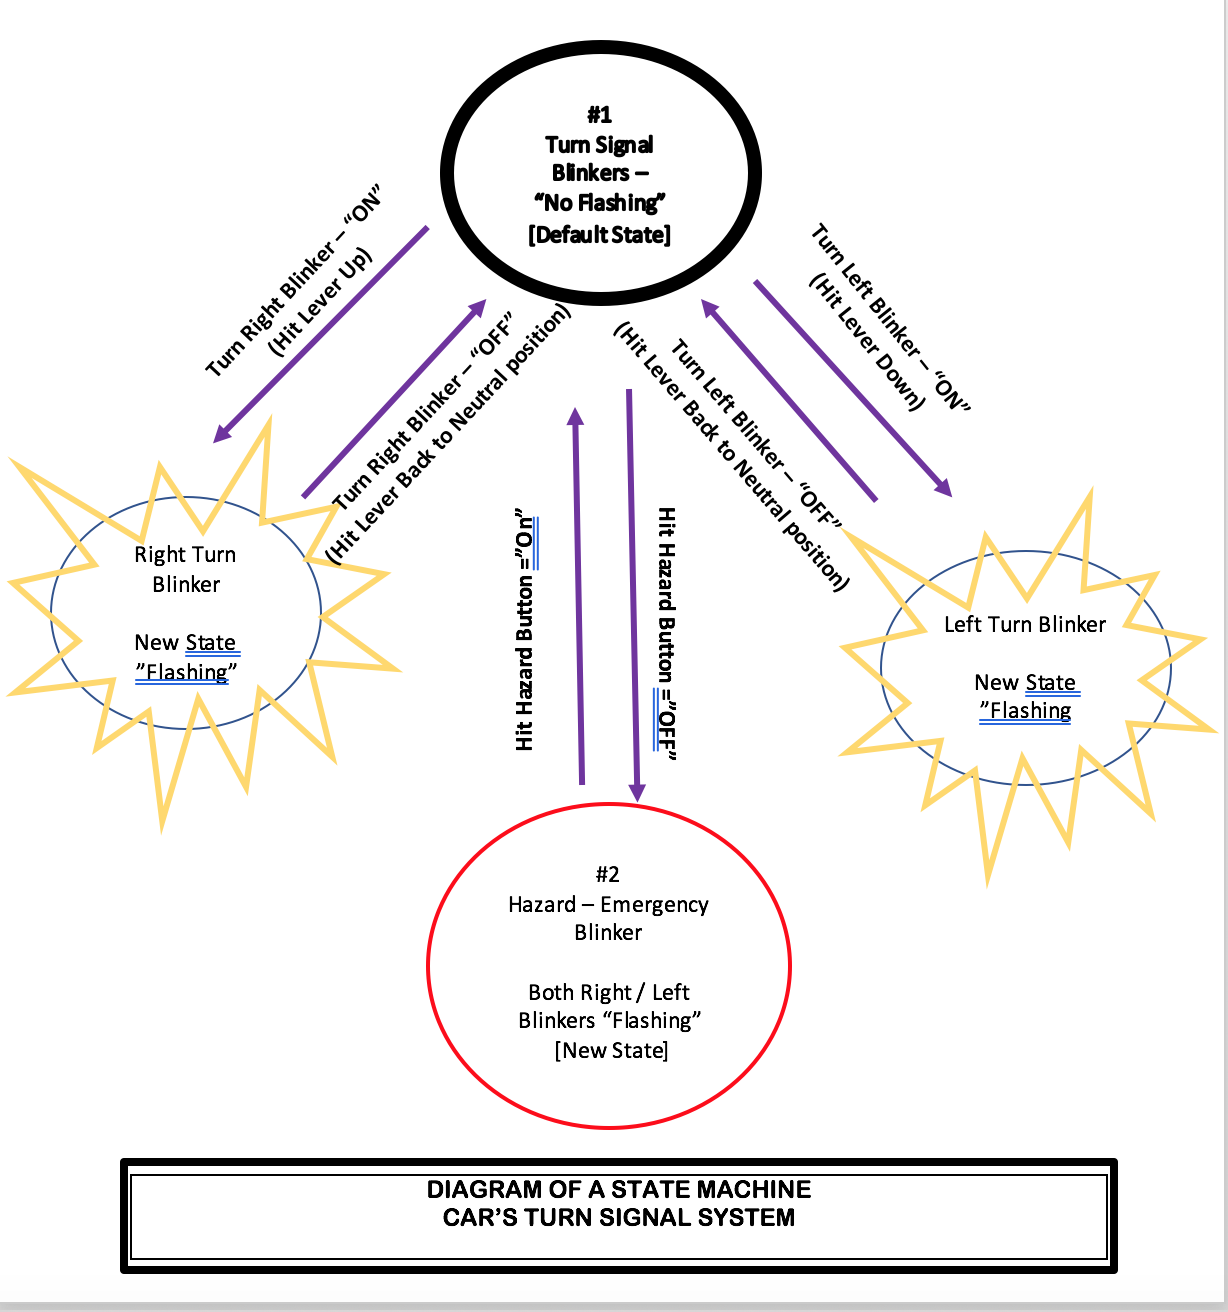 #1
Turn Signal
Blinkers –
“No Flashing”
[Default State]
Turn Right Blinker – “ON”
(Hit Lever Up)
Turn Right Blinker – “OFF”
(Hit Lever Back to Neutral position)
Turn Left Blinker – “OFF”
(Hit Lever Back to Neutral position)
Turn Left Blinker – “ON”
(Hit Lever Down)
Right Turn
Blinker
New State
”Flashing”
Hit Hazard Button =”On”
Hit Hazard Button =”OFF”
Left Turn Blinker
New State
”Flashing
#2
Hazard – Emergency
Blinker
Both Right / Left
Blinkers “Flashing”
[New State]
DIAGRAM OF A STATE MACHINE
CAR’S TURN SIGNAL SYSTEM